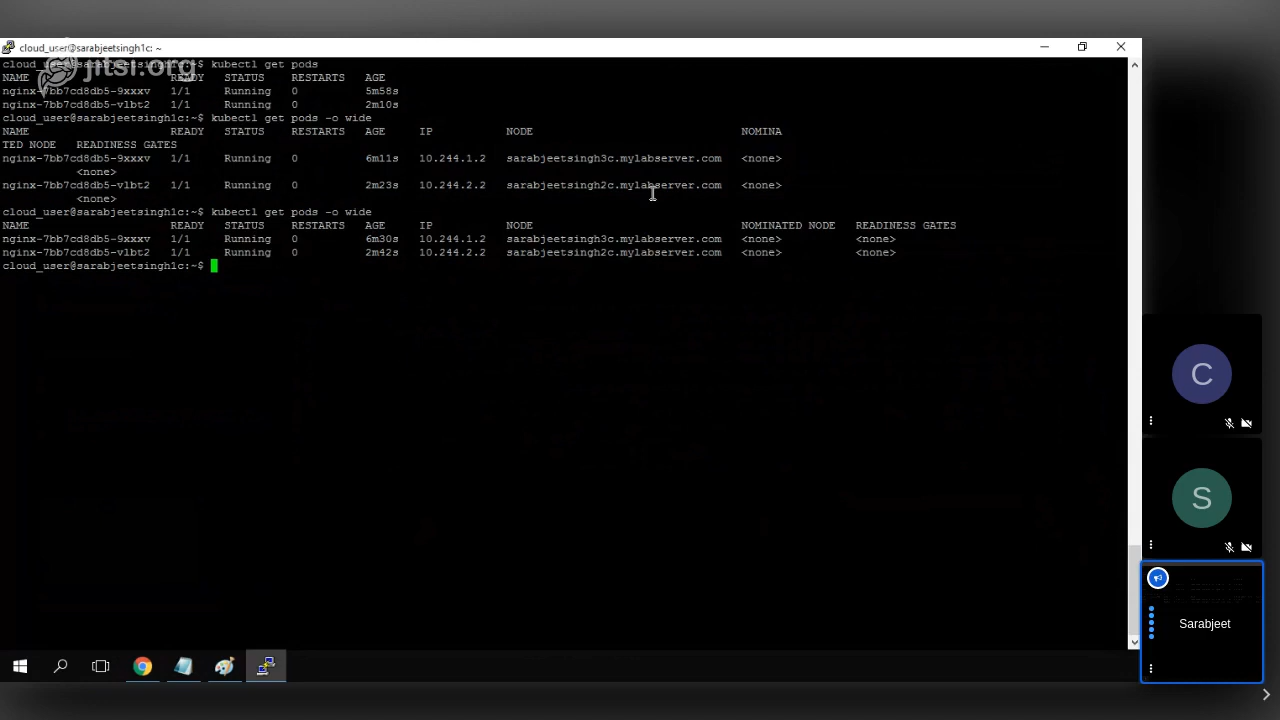 cloud_user@sarabjeetsingh1c: ~
cloud_user@sarabjeetsingh1c:~$ kubectl get pods
jitsi.org
NAME READY STATUS RESTARTS AGE
nginx-7bb7cd8db5-9xxxv 1/1 Running 0 5m58s
nginx-7bb7cd8db5-vlbt2 1/1 Running 0 2m10s
cloud_user@sarabjeetsingh1c:~$ kubectl get pods -o wide
NAME READY STATUS RESTARTS AGE IP NODE NOMINA
TED NODE READINESS GATES
nginx-7bb7cd8db5-9xxxv 1/1 Running 0 6m11s 10.244.1.2 sarabjeetsingh3c.mylabserver.com <none>
<none>
nginx-7bb7cd8db5-vlbt2 1/1 Running 0 2m23s 10.244.2.2 sarabjeetsingh2c.mylabserver.com <none>
<none>
cloud_user@sarabjeetsingh1c:~$ kubectl get pods -o wide
NAME READY STATUS RESTARTS AGE IP NODE NOMINATED NODE READINESS GATES
nginx-7bb7cd8db5-9xxxv 1/1 Running 0 6m30s 10.244.1.2 sarabjeetsingh3c.mylabserver.com <none> <none>
nginx-7bb7cd8db5-vlbt2 1/1 Running 0 2m42s 10.244.2.2 sarabjeetsingh2c.mylabserver.com <none> <none>
cloud_user@sarabjeetsingh1c:~$
C
S
Sarabjeet